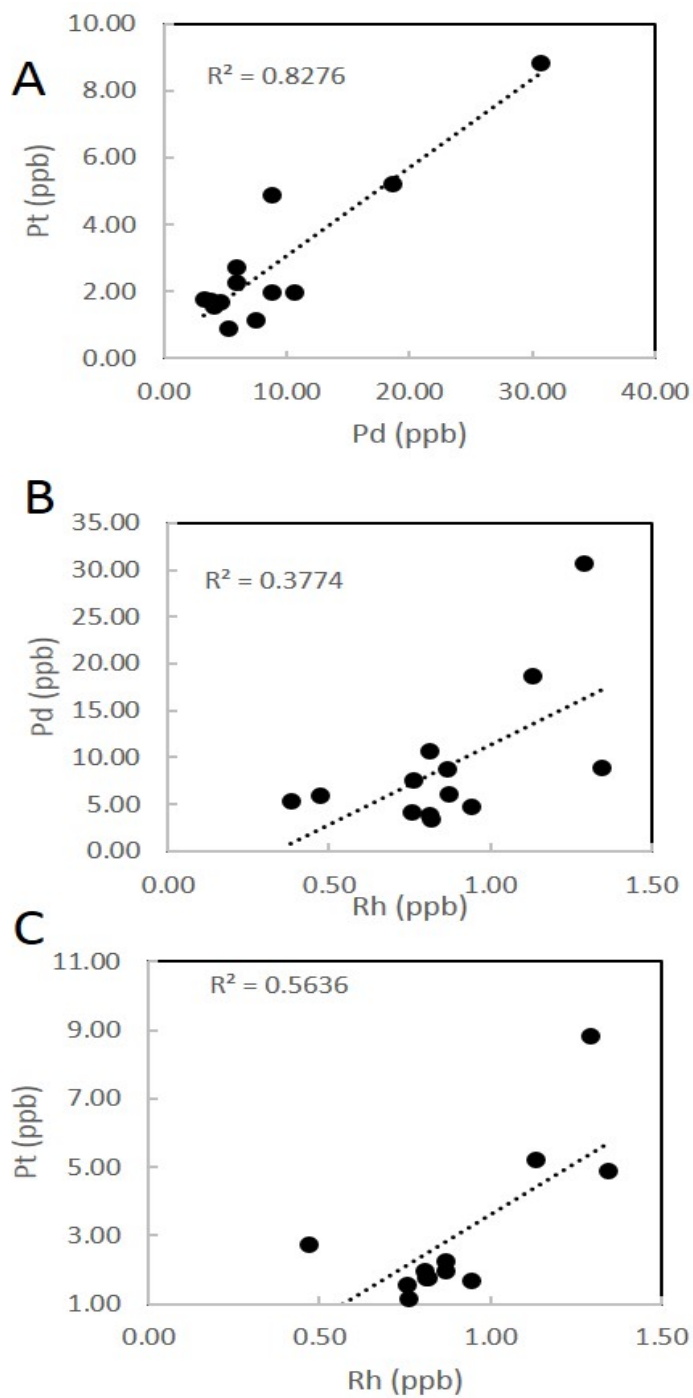 A
R² = 0.8276
Pt (ppb)
10.00
8.00
6.00
4.00
2.00
0.00
0.00 10.00 20.00 30.00 40.00
Pd (ppb)
B
R² = 0.3774
Pd (ppb)
35.00
30.00
25.00
20.00
15.00
10.00
5.00
0.00
0.00 0.50 1.00 1.50
Rh (ppb)
C
R² = 0.5636
Pt (ppb)
11.00
9.00
7.00
5.00
3.00
1.00
0.00 0.50 1.00 1.50
Rh (ppb)